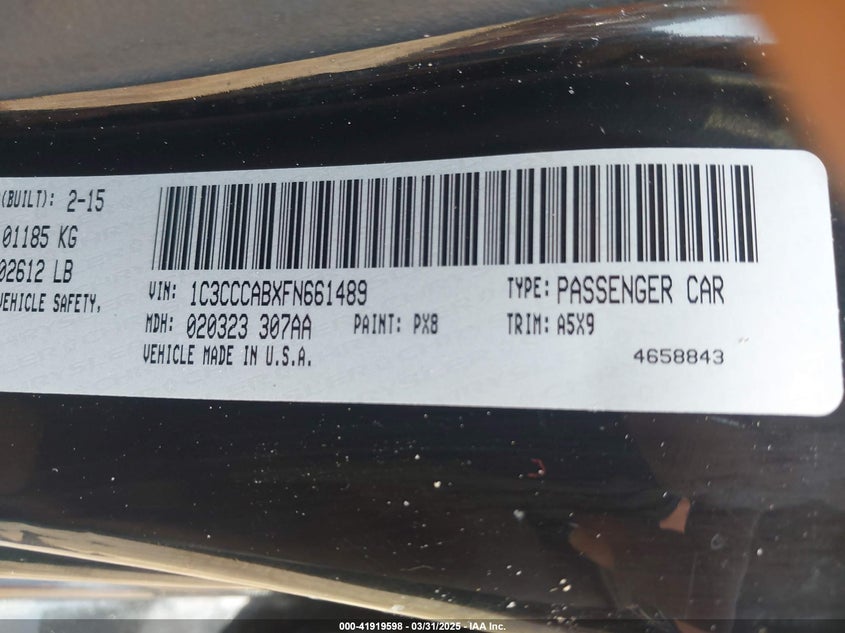 (BUILT): 2-15
01185 KG
02612 LB
VEHICLE SAFETY,
VIN: 1C3CCCABXFN661489
TYPE: PASSENGER CAR
MDH: 020323 307AA
PAINT: PX8
TRIM: A5X9
VEHICLE MADE IN U.S.A.
4658843
000-41919598 - 03/31/2025 - IAA Inc.